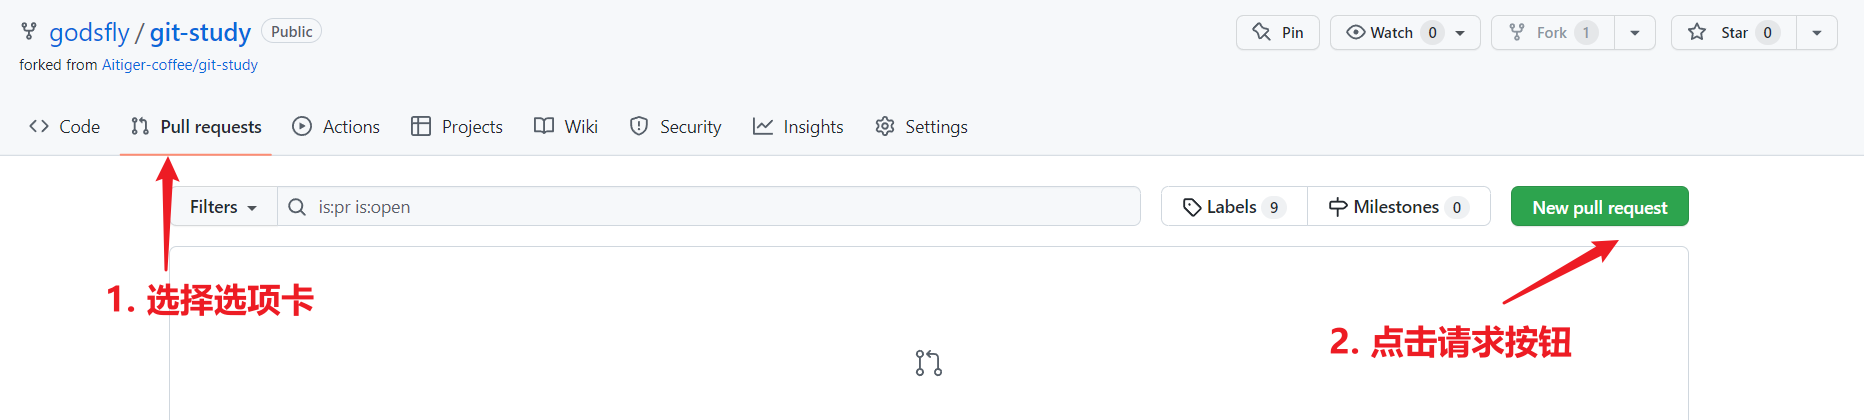 godsfly / git-study Public Pin Watch 0 Fork 1 Star 0
forked from Aitiger-coffee/git-study
Code Pull requests Actions Projects Wiki Security Insights Settings
Filters is:pr is:open Labels 9 Milestones 0 New pull request
1. 选择选项卡
2. 点击请求按钮